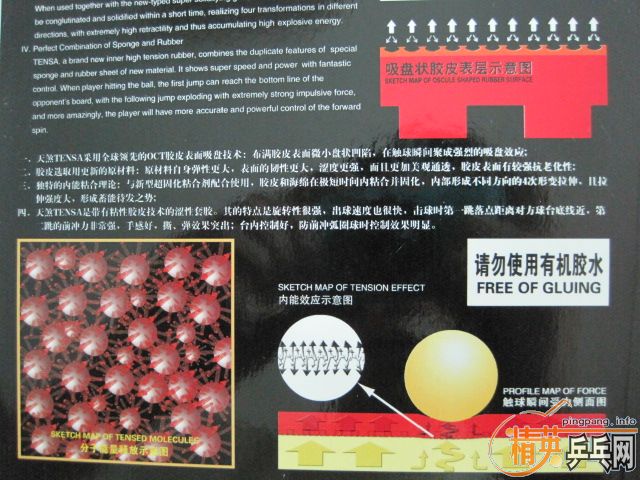 When used together with the new-typed super solidifying
be conglutinated and solidified within a short time, realizing four transformations in different
directions, with extremely high retractility and thus accumulating high explosive energy.
IV. Perfect Combination of Sponge and Rubber
TENSA, a brand new inner high tension rubber, combines the duplicate features of special
sponge and rubber sheet of new material. It shows super speed and power with fantastic
control. When player hitting the ball, the first jump can reach the bottom line of the
opponent's board, with the following jump exploding with extremely strong impulsive force,
and more amazingly, the player will have more accurate and powerful control of the forward
spin.
吸盘状胶皮表层示意图
SKETCH MAP OF OSCULE SHAPED RUBBER SURFACE
一、天煞TENSA采用全球领先的OCT胶皮表面吸盘技术：布满胶皮表面微小盘状凹陷，在触球瞬间聚成强烈的吸盘效应；
二、胶皮选取用更新的原材料：原材料自身弹性更大，表面的韧性更大，湿度更强，而且更加美观通透，胶皮表面有较强抗老化性；
三、独特的内能粘合理论：与新型超固化粘合剂配合使用，胶皮和海绵在极短时间内粘合并固化，内部形成不同方向的4次形变拉伸，且拉
伸强度大，形成蓄能待发之势；
四、天煞TENSA是带有粘性胶皮技术的涩性套胶。其的特点是旋转性很强，出球速度也很快，击球时第一跳落点距离对方球台底线近，第
二跳的前冲力非常强，手感好，撕、弹效果突出；台内控制好，防前冲弧圈球时控制效果明显。
请勿使用有机胶水
FREE OF GLUING
SKETCH MAP OF TENSION EFFECT
内能效应示意图
PROFILE MAP OF FORCE
触球瞬间受力侧面图
SKETCH MAP OF TENSED MOLECULES
分子能量释放示意图
pingpang.info
精英乒乓网